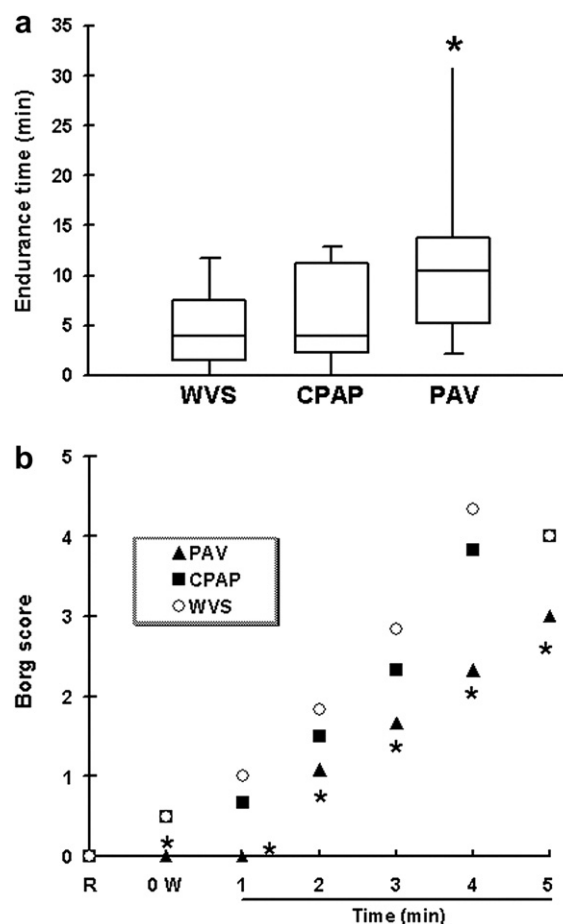 a
Endurance time (min)
35
30
25
20
15
10
5
0
*
WVS CPAP PAV
b
Borg score
5
4
3
2
1
0
PAV
CPAP
WVS
* * * * * *
R 0 W 1 2 3 4 5
Time (min)